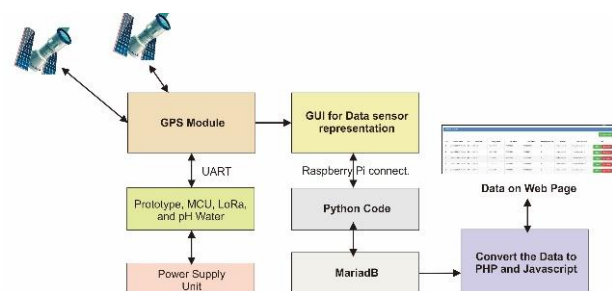 GPS Module
GUI for Data sensor
representation
UART
Raspberry Pi connect.
Data on Web Page
Prototype, MCU, LoRa,
and pH Water
Python Code
Power Supply
Unit
MariadB
Convert the Data to
PHP and Javascript